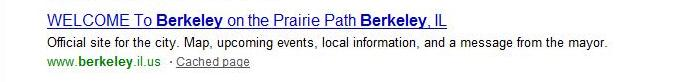 WELCOME To Berkeley on the Prairie Path Berkeley, IL
Official site for the city. Map, upcoming events, local information, and a message from the mayor.
www.berkeley.il.us · Cached page